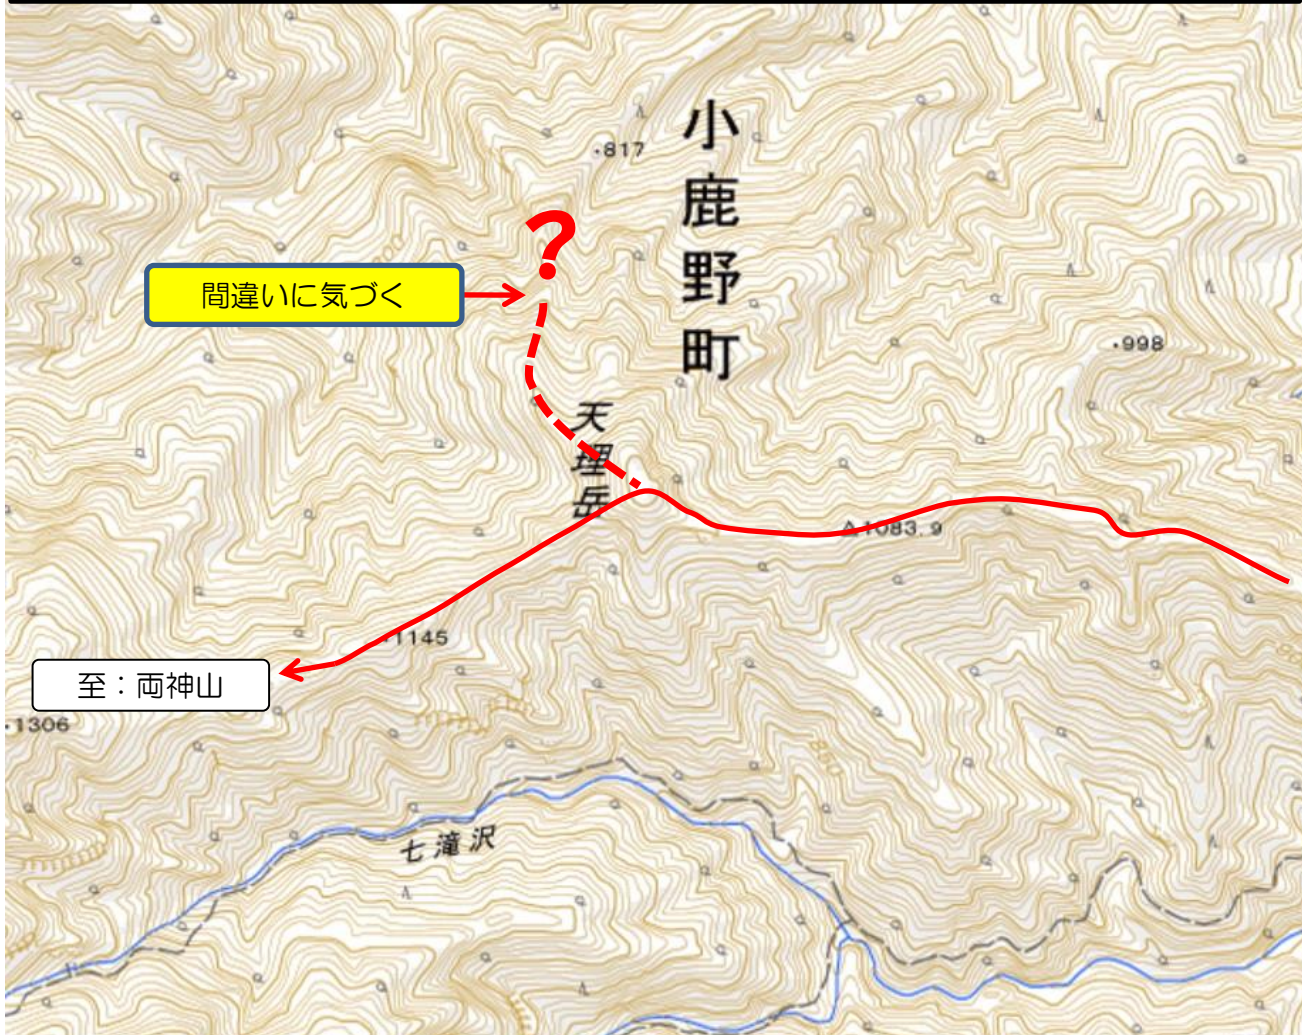 小鹿野町
・817
間違いに気づく
・998
天理岳
△1083.9
・1145
至：両神山
・1306
七滝沢